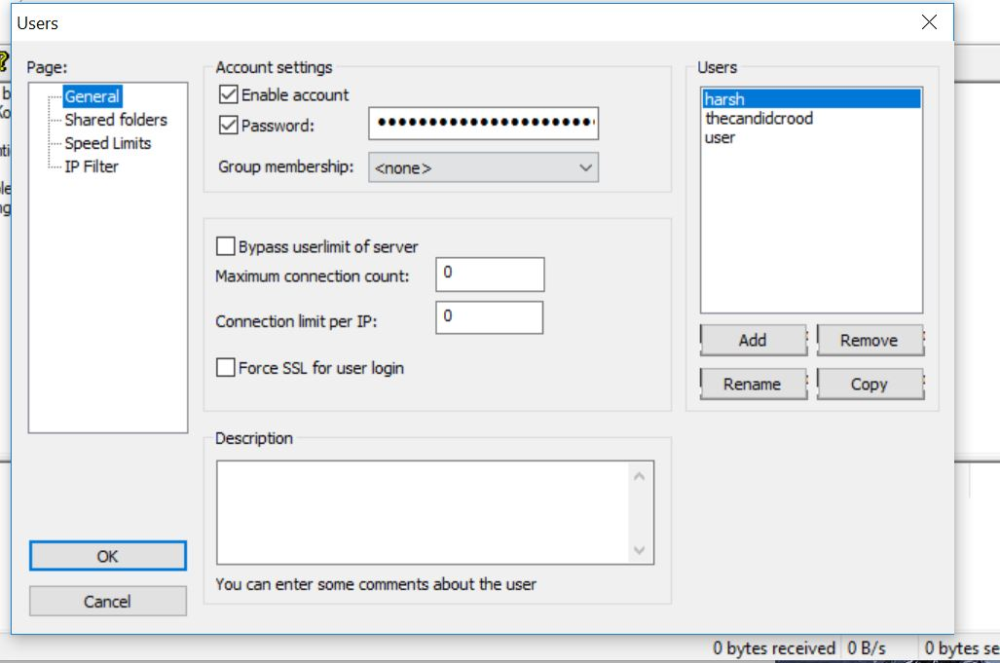 Users
Page:
General
Shared folders
Speed Limits
IP Filter
Account settings
Enable account
Password:
Group membership:
<none>
Bypass userlimit of server
Maximum connection count:
0
Connection limit per IP:
0
Force SSL for user login
Description
You can enter some comments about the user
Users
harsh
thecandidcrood
user
Add
Remove
Rename
Copy
OK
Cancel
0 bytes received
0 B/s
0 bytes se